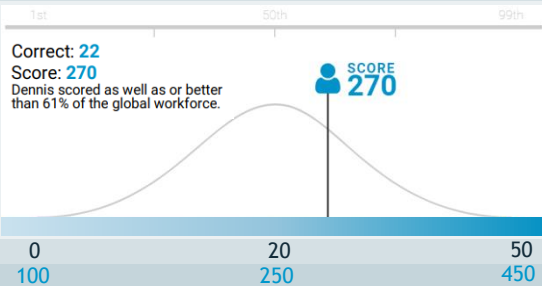 1st 50th 99th
Correct: 22
Score: 270
Dennis scored as well as or better
than 61% of the global workforce.
SCORE
270
0 20 50
100 250 450